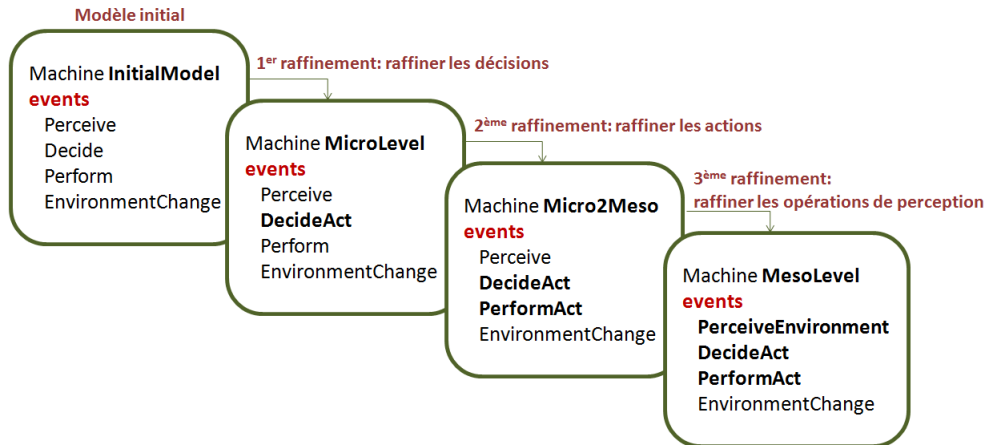 Modèle initial
Machine InitialModel
events
Perceive
Decide
Perform
EnvironmentChange
1er raffinement: raffiner les décisions
Machine MicroLevel
events
Perceive
DecideAct
Perform
EnvironmentChange
2ème raffinement: raffiner les actions
Machine Micro2Meso
events
Perceive
DecideAct
PerformAct
EnvironmentChange
3ème raffinement:
raffiner les opérations de perception
Machine MesoLevel
events
PerceiveEnvironment
DecideAct
PerformAct
EnvironmentChange